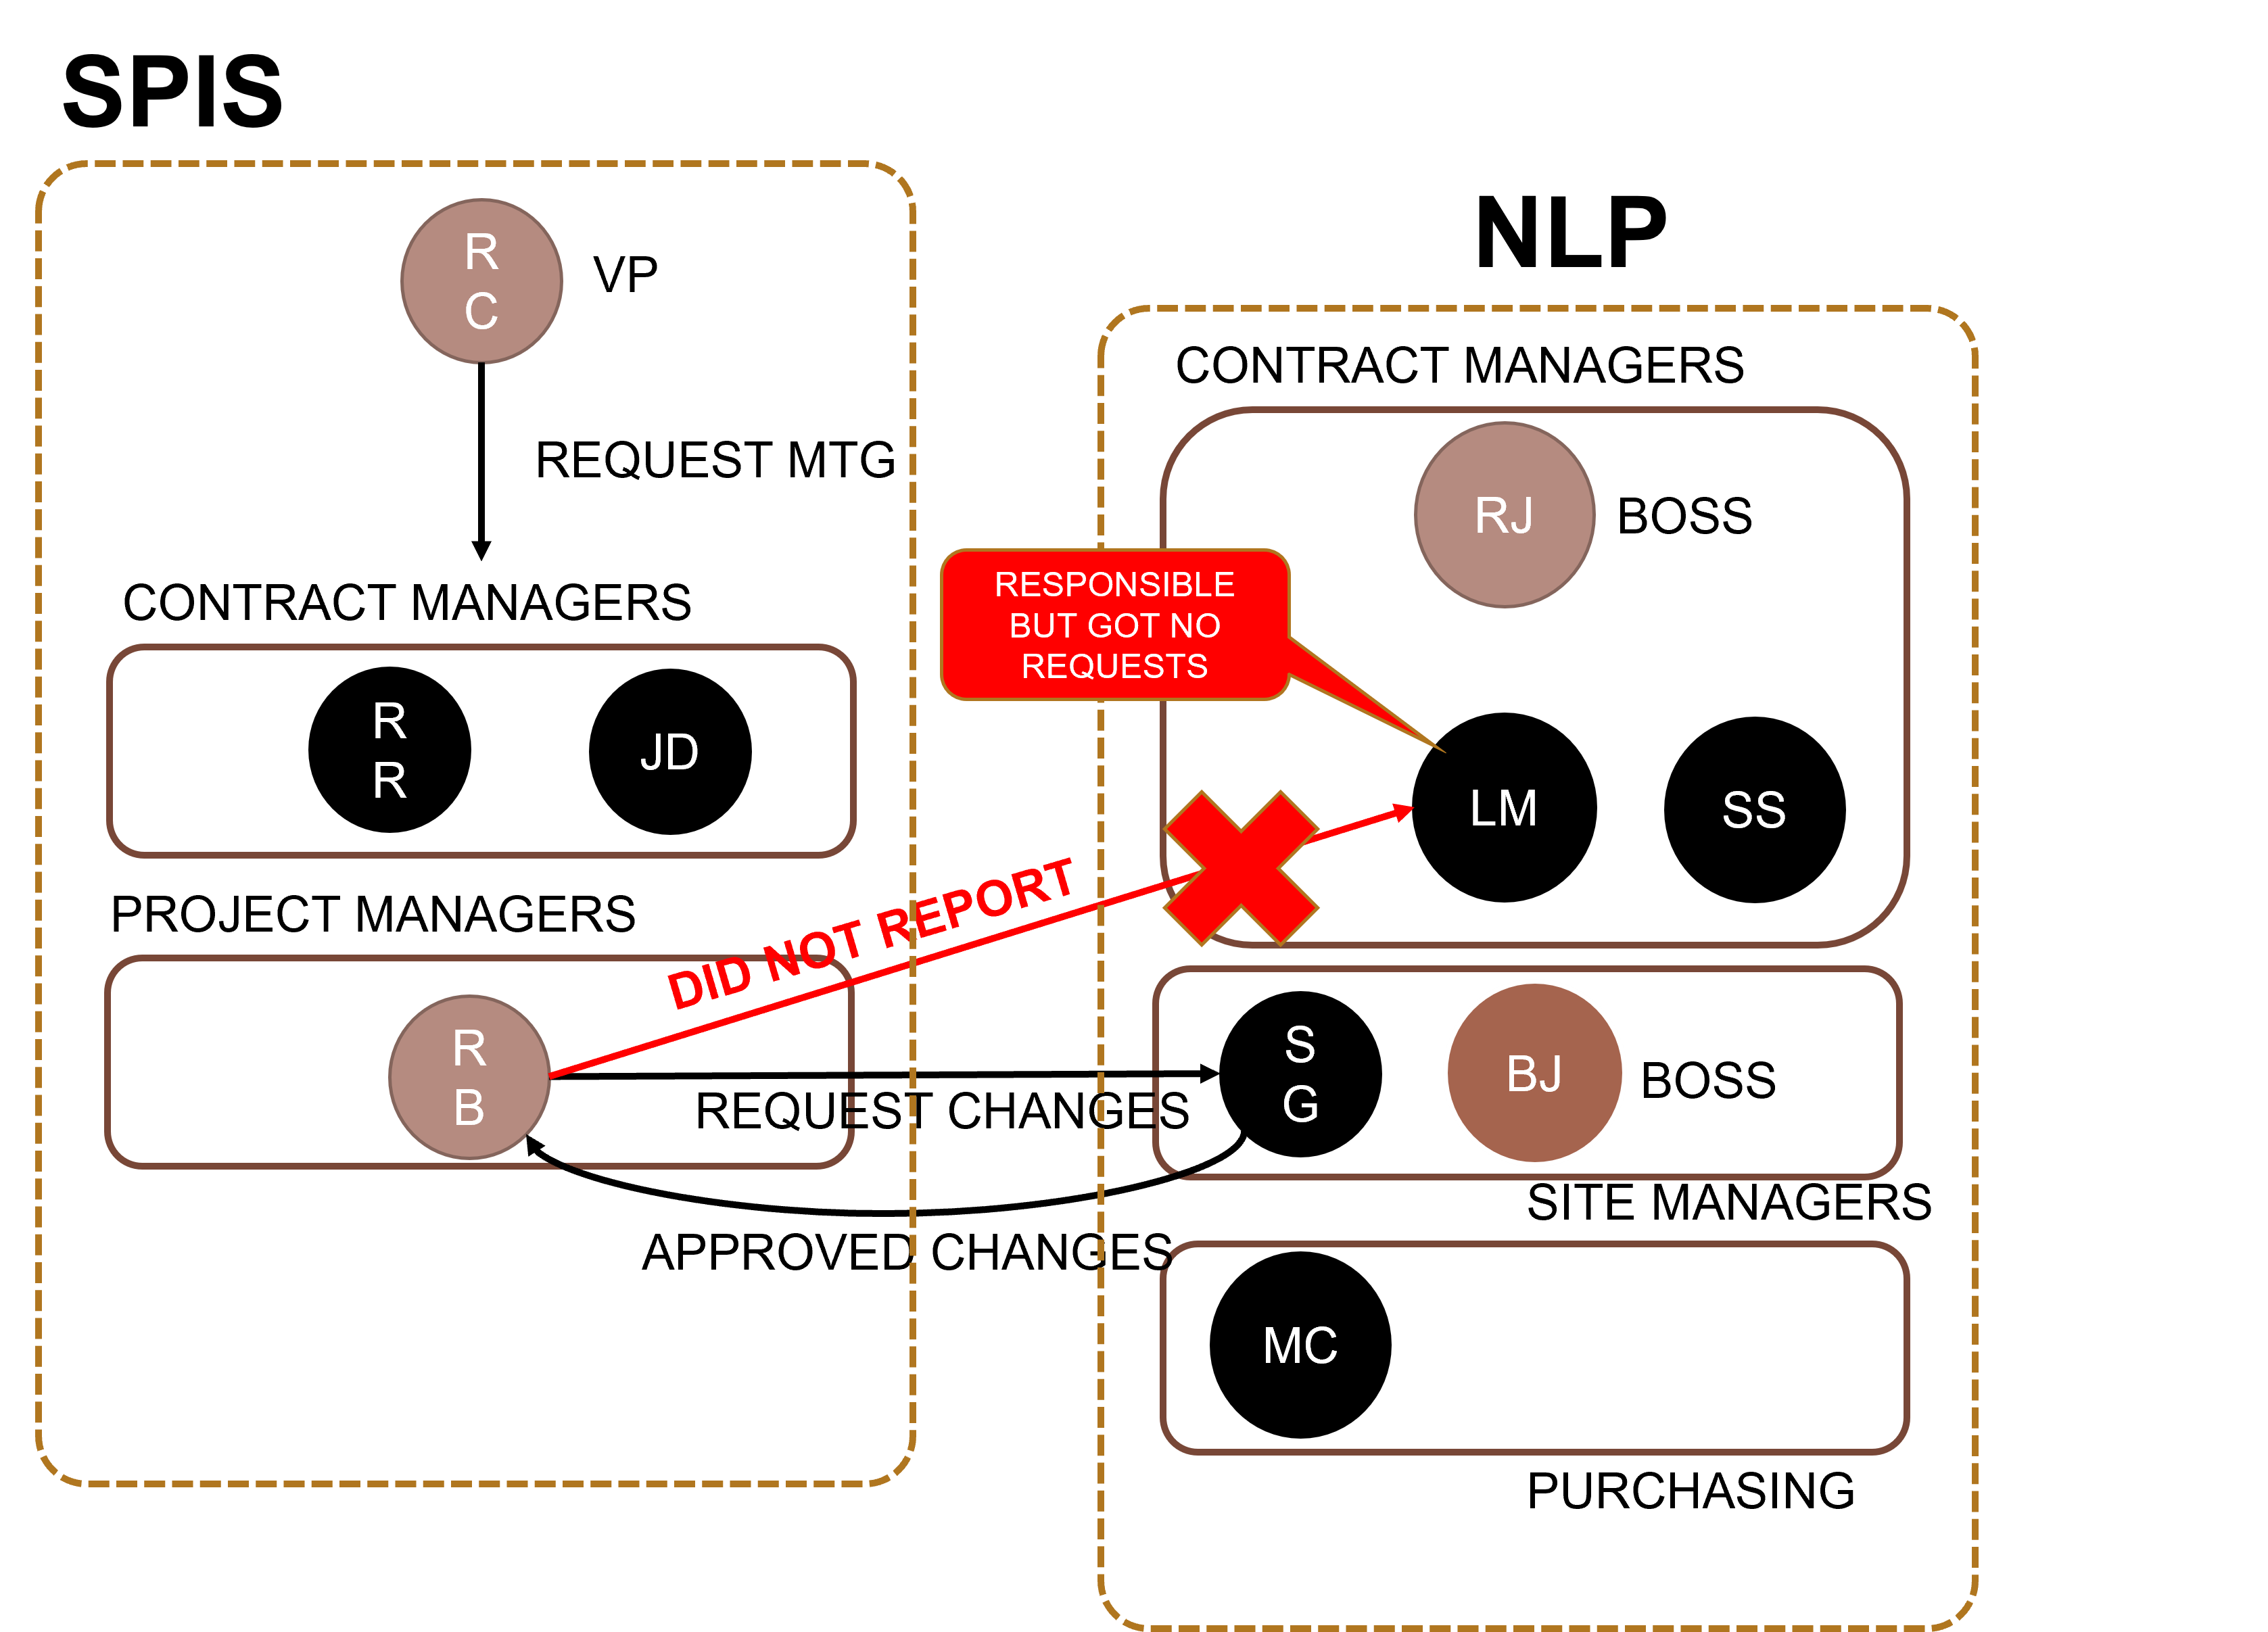 SPIS
R
C
VP
REQUEST MTG
CONTRACT MANAGERS
R
R
JD
PROJECT MANAGERS
R
B
DID NOT REPORT
REQUEST CHANGES
APPROVED CHANGES
NLP
CONTRACT MANAGERS
RJ
BOSS
RESPONSIBLE
BUT GOT NO
REQUESTS
LM
SS
S
G
BJ
BOSS
SITE MANAGERS
MC
PURCHASING